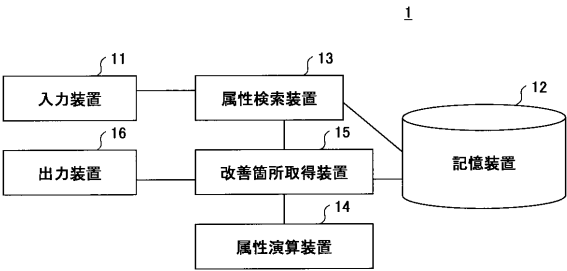 1
11
13
12
入力装置
属性検索装置
16
15
記憶装置
出力装置
改善箇所取得装置
14
属性演算装置